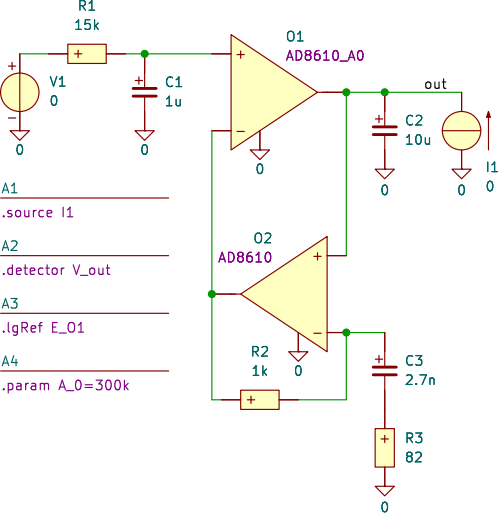 R1
15k
O1
AD8610_A0
V1
0
C1
1u
out
C2
10u
I1
0
0
0
0
0
0
A1
.source I1
A2
.detector V_out
A3
.lgRef E_O1
A4
.param A_0=300k
O2
AD8610
0
R2
1k
C3
2.7n
R3
82
0